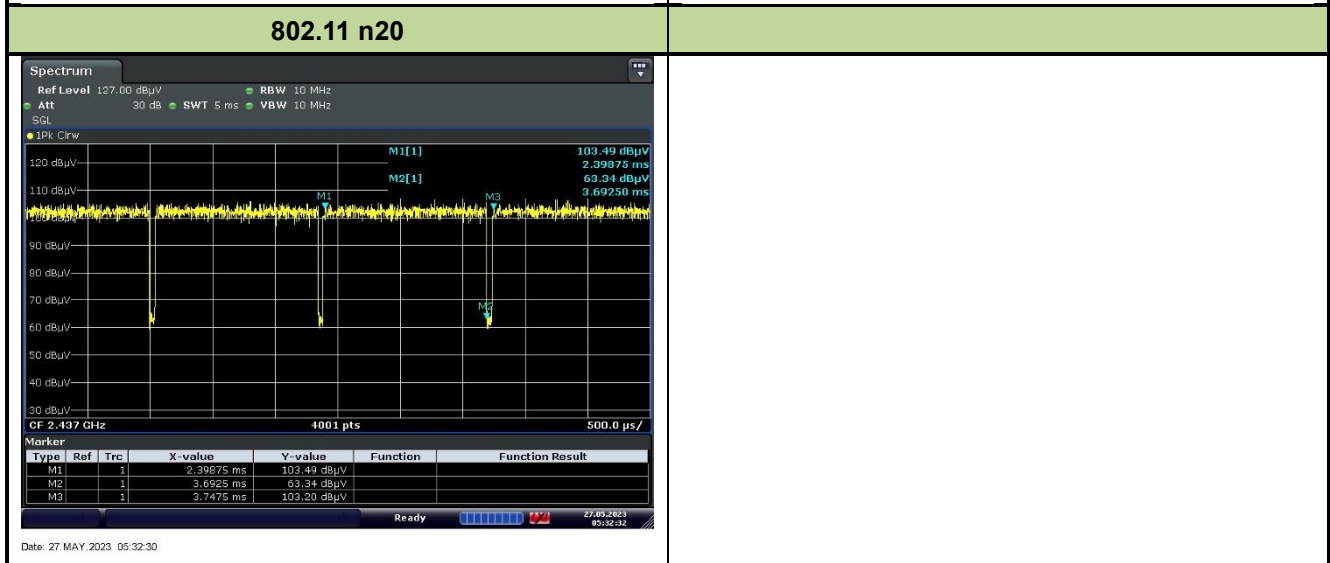 802.11 n20
Spectrum
Ref Level 127.00 dBµV RBW 10 MHz
Att 30 dB SWT 5 ms VBW 10 MHz
SGL
1Pk Clrw
M1[1] 103.49 dBµV
2.39875 ms
120 dBµV
M2[1] 63.34 dBµV
3.69250 ms
110 dBµV
M1 M3
90 dBµV
80 dBµV
70 dBµV
M2
60 dBµV
50 dBµV
40 dBµV
30 dBµV
CF 2.437 GHz 4001 pts 500.0 µs/
Marker
Type Ref Trc X-value Y-value Function Function Result
M1 1 2.39875 ms 103.49 dBµV
M2 1 3.6925 ms 63.34 dBµV
M3 1 3.7475 ms 103.20 dBµV
Ready 27.05.2023
05:32:32
Date: 27.MAY.2023 05:32:30